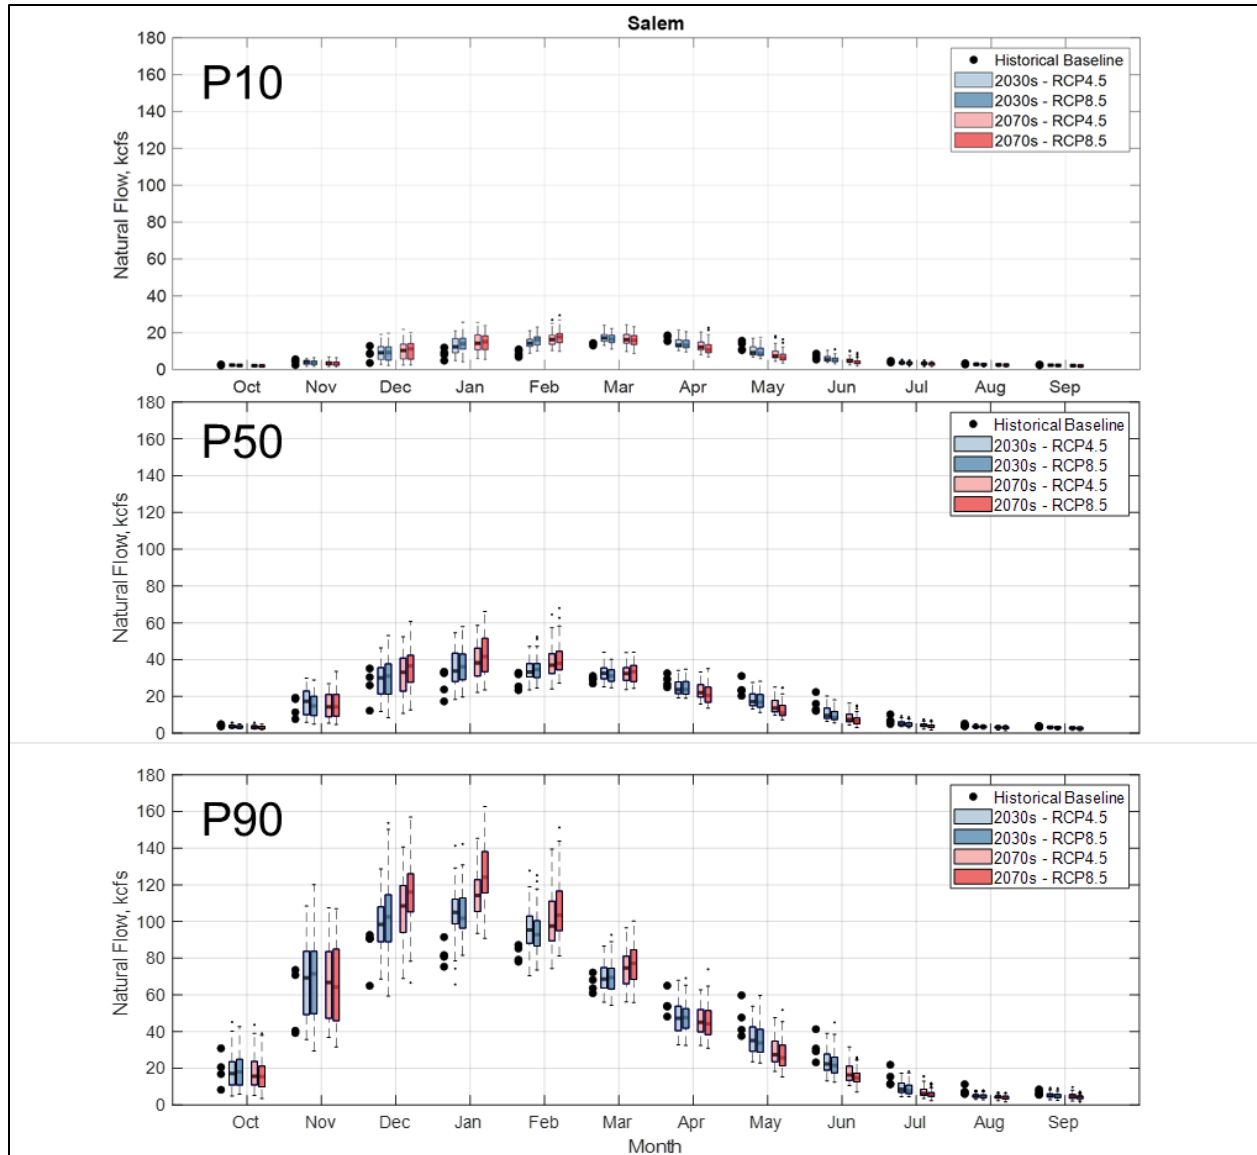 Salem
P10
Natural Flow, kcfs
180
160
140
120
100
80
60
40
20
0
Historical Baseline
2030s - RCP4.5
2030s - RCP8.5
2070s - RCP4.5
2070s - RCP8.5
Oct Nov Dec Jan Feb Mar Apr May Jun Jul Aug Sep
P50
Natural Flow, kcfs
180
160
140
120
100
80
60
40
20
0
Historical Baseline
2030s - RCP4.5
2030s - RCP8.5
2070s - RCP4.5
2070s - RCP8.5
P90
Natural Flow, kcfs
180
160
140
120
100
80
60
40
20
0
Historical Baseline
2030s - RCP4.5
2030s - RCP8.5
2070s - RCP4.5
2070s - RCP8.5
Oct Nov Dec Jan Feb Mar Apr May Jun Jul Aug Sep
Month